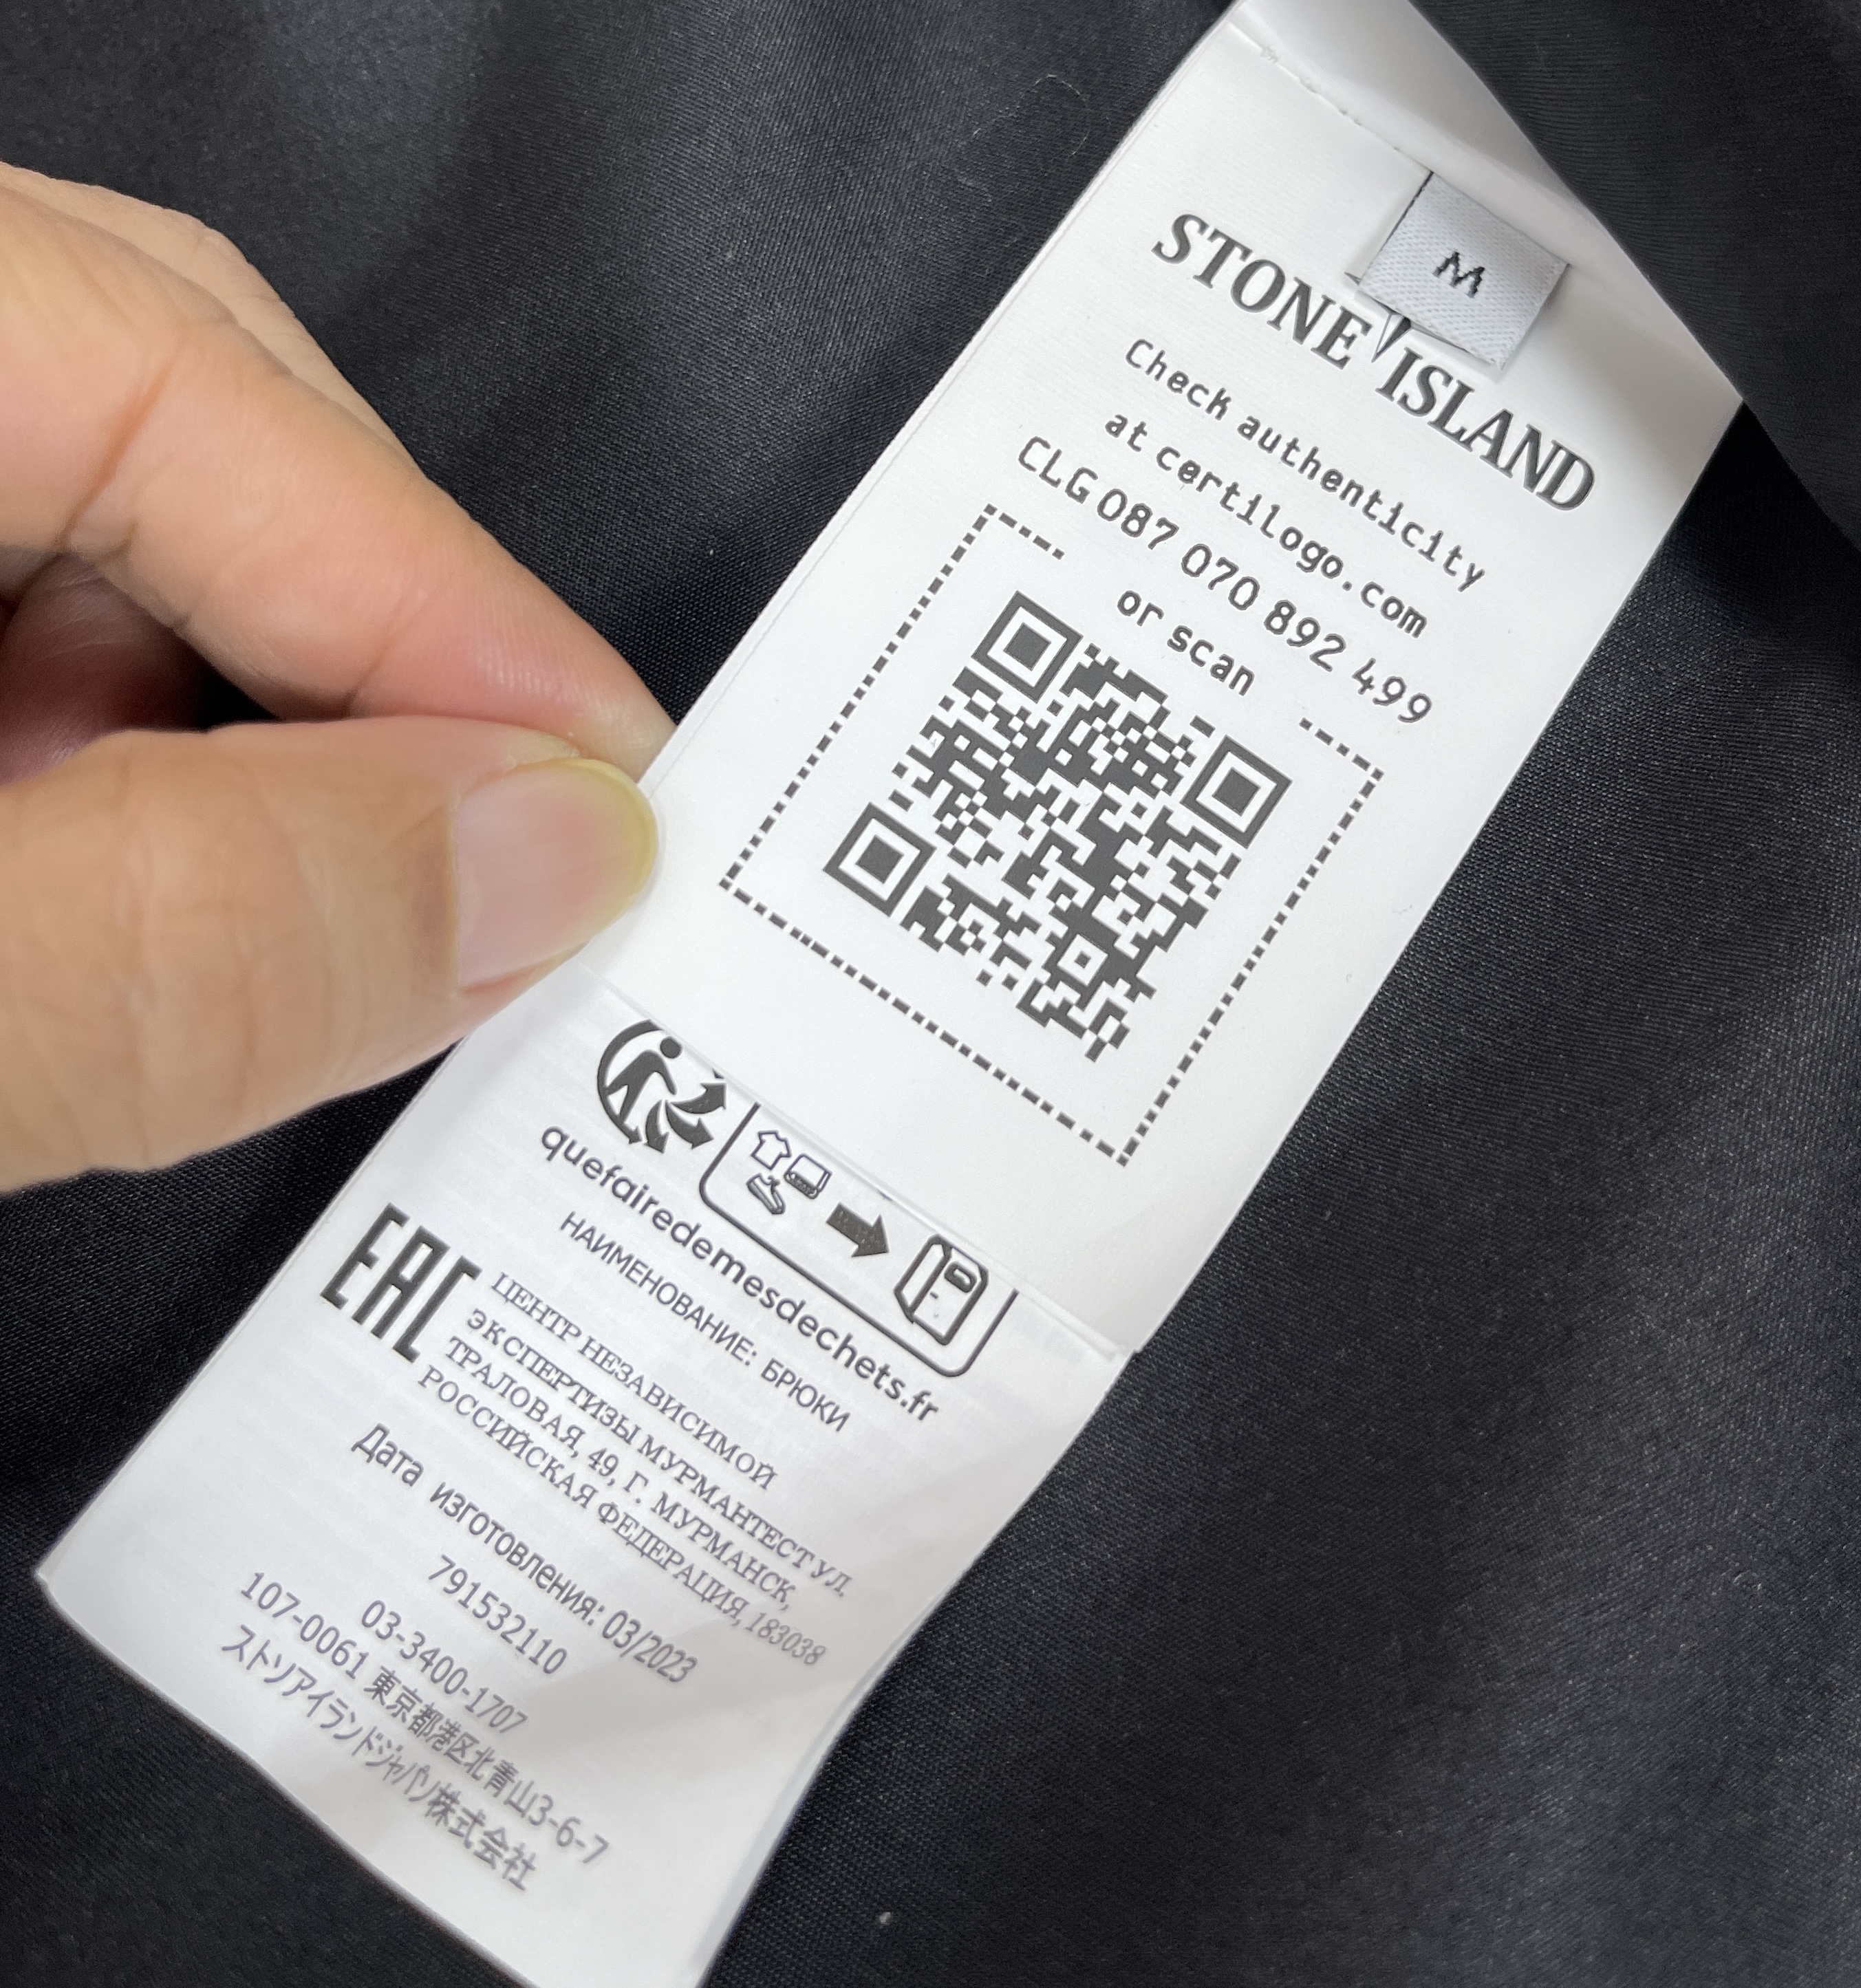 M
STONE ISLAND
Check authenticity
at certilogo.com
CLG 087 070 892 499
or scan
quefairedemesdechets.fr
НАИМЕНОВАНИЕ: БРЮКИ
EAC
ЦЕНТР НЕЗАВИСИМОЙ
ЭКСПЕРТИЗЫ МУРМАНТЕСТ УЛ.
ТРАЛОВАЯ, 49, Г. МУРМАНСК,
РОССИЙСКАЯ ФЕДЕРАЦИЯ, 183038
Дата изготовления: 03/2023
791532110
03-3400-1707
107-0061 東京都港区北青山3-6-7
ストソアイランドジャパソ株式会社